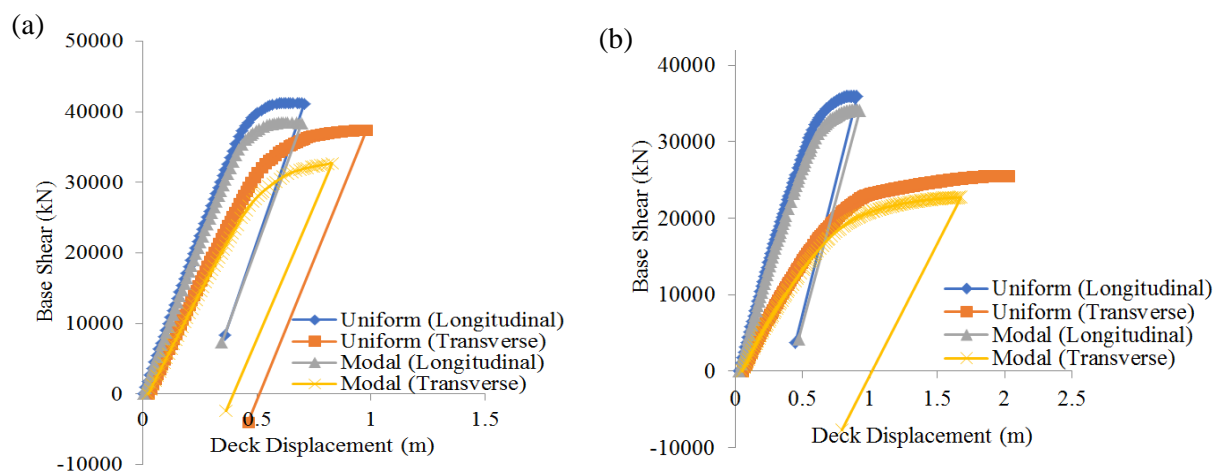 (a)
50000
40000
30000
20000
10000
0
-10000
Base Shear (kN)
0
0.5
1
1.5
Deck Displacement (m)
Uniform (Longitudinal)
Uniform (Transverse)
Modal (Longitudinal)
Modal (Transverse)
(b)
40000
30000
20000
10000
0
-10000
Base Shear (kN)
0
0.5
1
1.5
2
2.5
Deck Displacement (m)
Uniform (Longitudinal)
Uniform (Transverse)
Modal (Longitudinal)
Modal (Transverse)